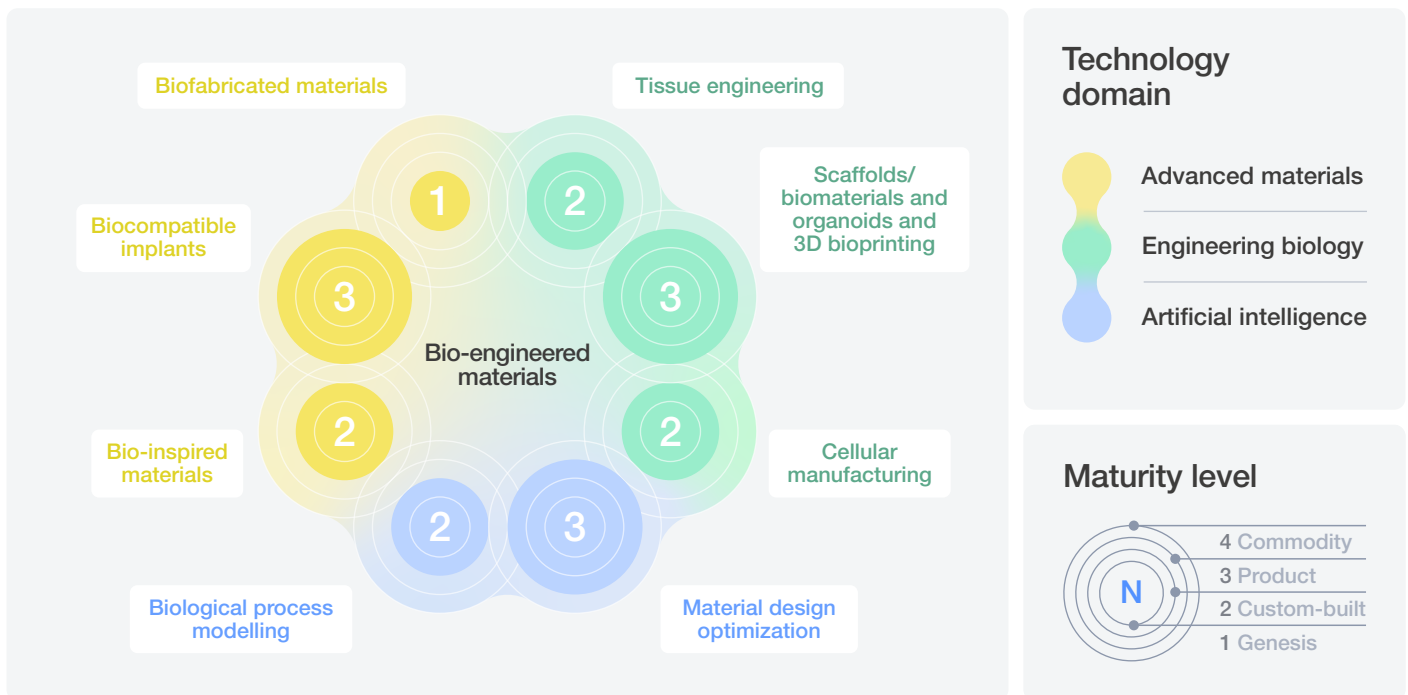 Biofabricated materials
Tissue engineering
Biocompatible
implants
1
2
Scaffolds/
biomaterials and
organoids and
3D bioprinting
3
3
Bio-engineered
materials
Bio-inspired
materials
2
2
Cellular
manufacturing
2
3
Biological process
modelling
Material design
optimization
Technology
domain
Advanced materials
Engineering biology
Artificial intelligence
Maturity level
N
4 Commodity
3 Product
2 Custom-built
1 Genesis